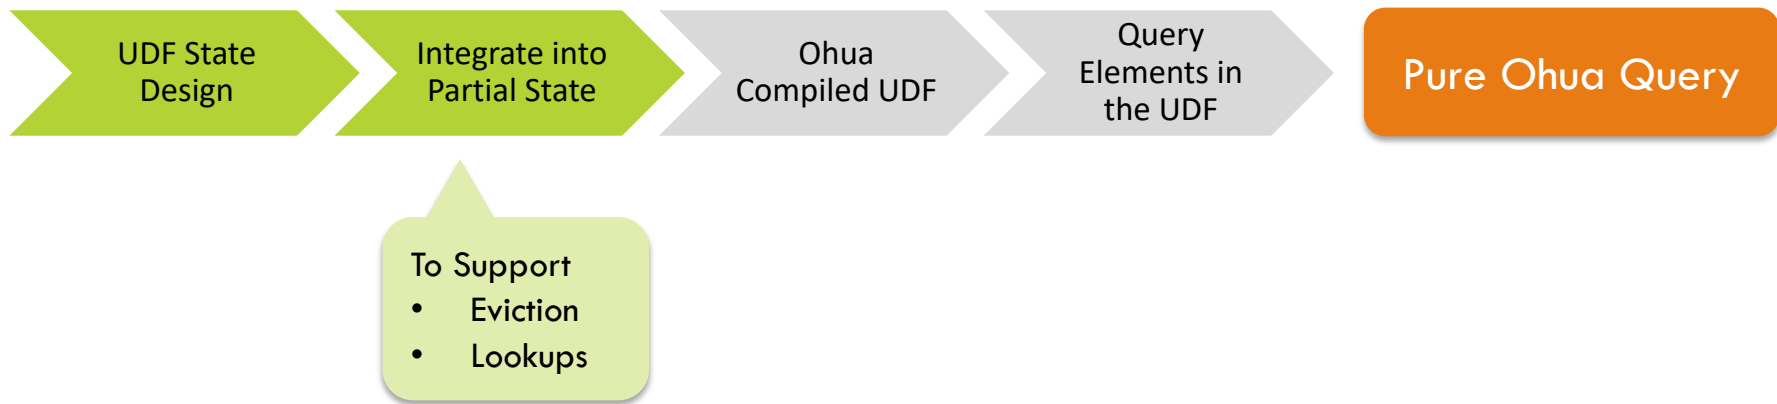 UDF State
Design
Integrate into
Partial State
Ohua
Compiled UDF
Query
Elements in
the UDF
Pure Ohua Query
To Support
• Eviction
• Lookups